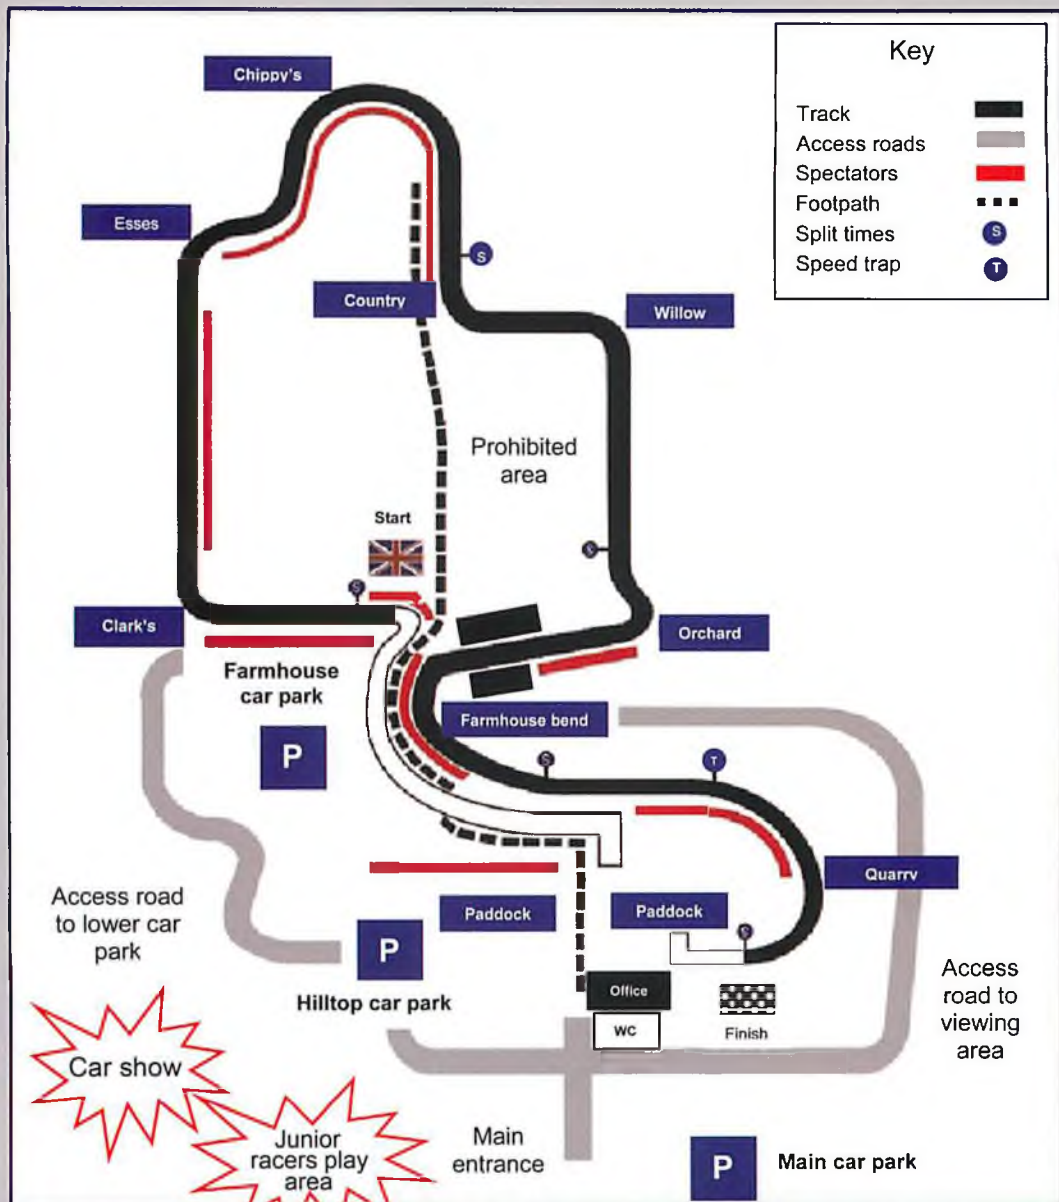 Key
Track
Access roads
Spectators
Footpath
Split times
S
Speed trap
T
Chippy's
Esses
S
Country
Willow
Prohibited
area
Start
S
S
Clark's
Orchard
Farmhouse
car park
P
Farmhouse bend
S
T
Quarry
Access road
to lower car
park
Paddock
Paddock
S
P
Hilltop car park
Office
WC
Finish
Access
road to
viewing
area
Car show
Junior
racers play
area
Main
entrance
P
Main car park